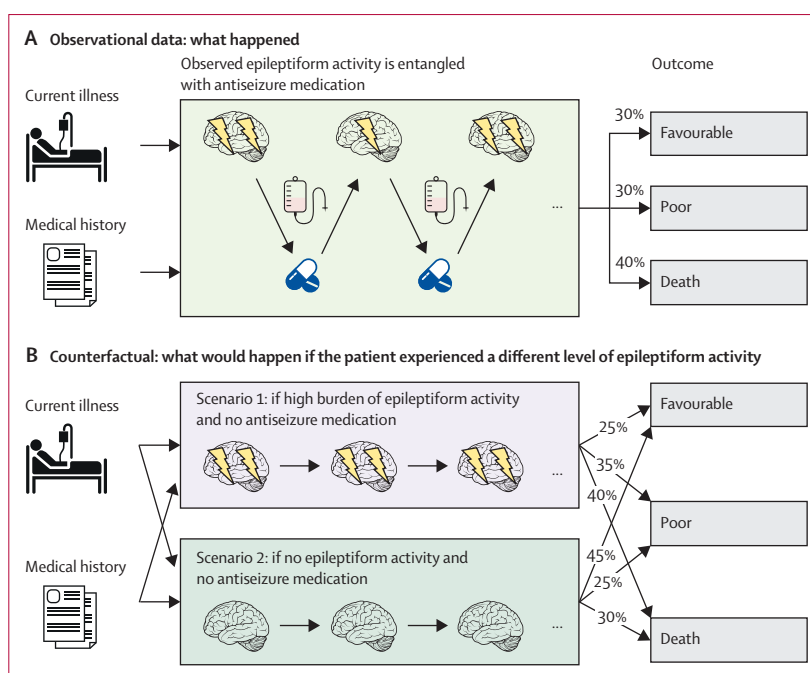 A Observational data: what happened
Observed epileptiform activity is entangled
with antiseizure medication
Outcome
Current illness
Medical history
...
30%
Favourable
30%
Poor
40%
Death
B Counterfactual: what would happen if the patient experienced a different level of epileptiform activity
Current illness
Medical history
Scenario 1: if high burden of epileptiform activity
and no antiseizure medication
...
Scenario 2: if no epileptiform activity and
no antiseizure medication
...
25%
35%
40%
45%
25%
30%
Favourable
Poor
Death